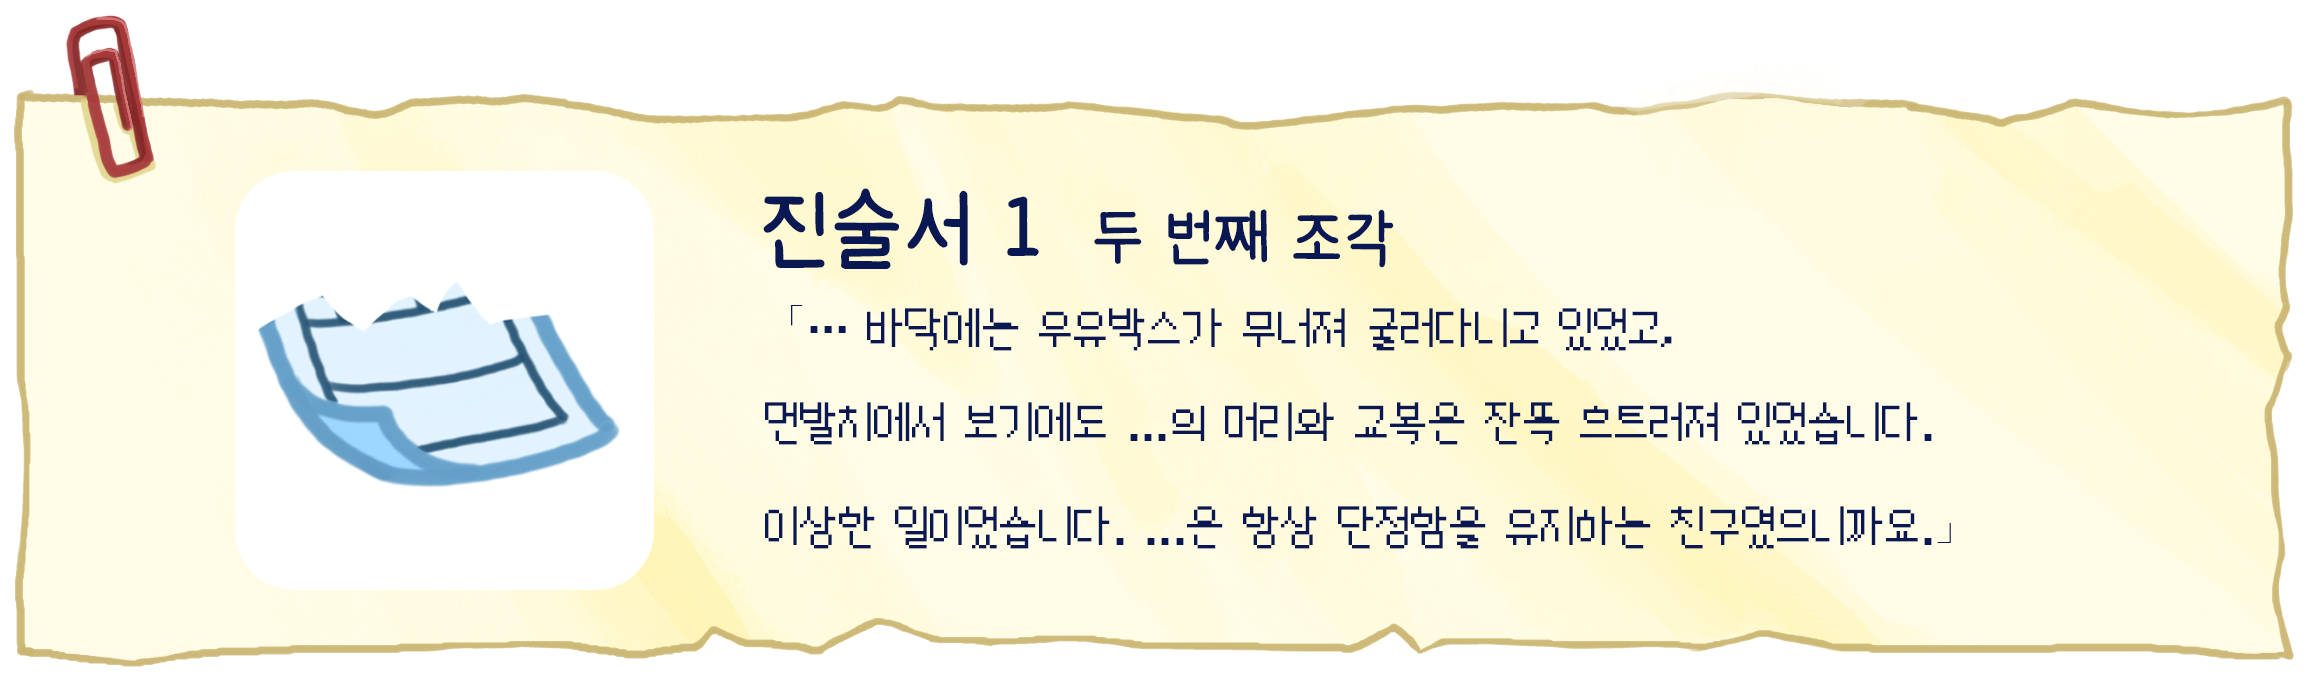 진술서 1 두 번째 조각
「… 바닥에는 우유박스가 무너져 굴러다니고 있었고.
먼발치에서 보기에도 ...의 머리와 교복은 잔뜩 흐트러져 있었습니다.
이상한 일이었습니다. ...은 항상 단정함을 유지하는 친구였으니까요.」